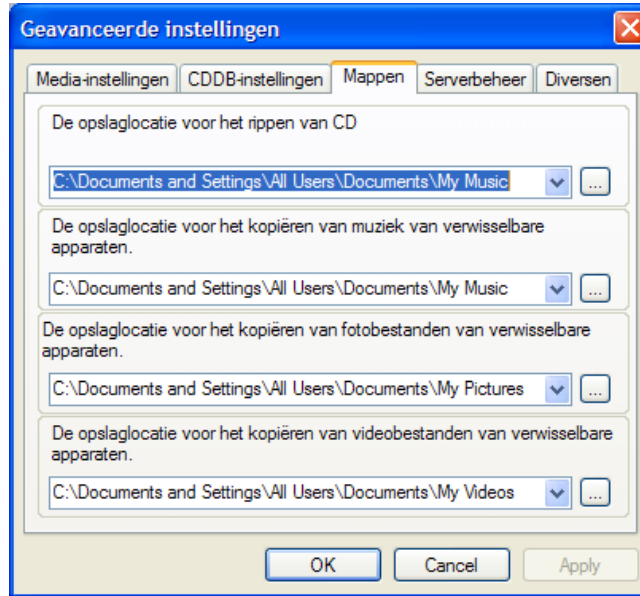 Geavanceerde instellingen
Media-instellingen CDDB-instellingen Mappen Serverbeheer Diversen
De opslaglocatie voor het rippen van CD
C:\Documents and Settings\All Users\Documents\My Music ...
De opslaglocatie voor het kopiëren van muziek van verwisselbare
apparaten.
C:\Documents and Settings\All Users\Documents\My Music ...
De opslaglocatie voor het kopiëren van fotobestanden van verwisselbare
apparaten.
C:\Documents and Settings\All Users\Documents\My Pictures ...
De opslaglocatie voor het kopiëren van videobestanden van verwisselbare
apparaten.
C:\Documents and Settings\All Users\Documents\My Videos ...
OK Cancel Apply